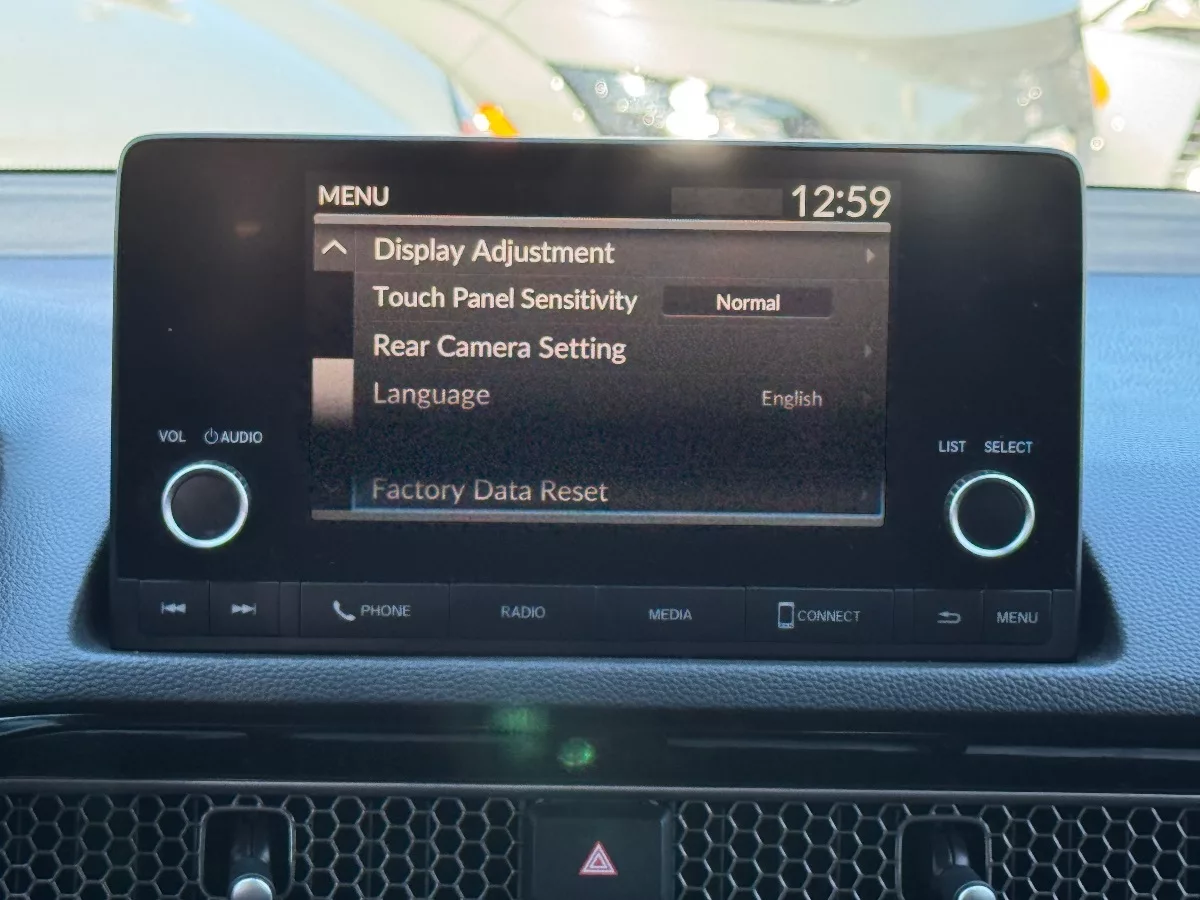 MENU 12:59
Display Adjustment
Touch Panel Sensitivity Normal
Rear Camera Setting
Language English
Factory Data Reset
VOL AUDIO
LIST SELECT
PHONE RADIO MEDIA CONNECT MENU